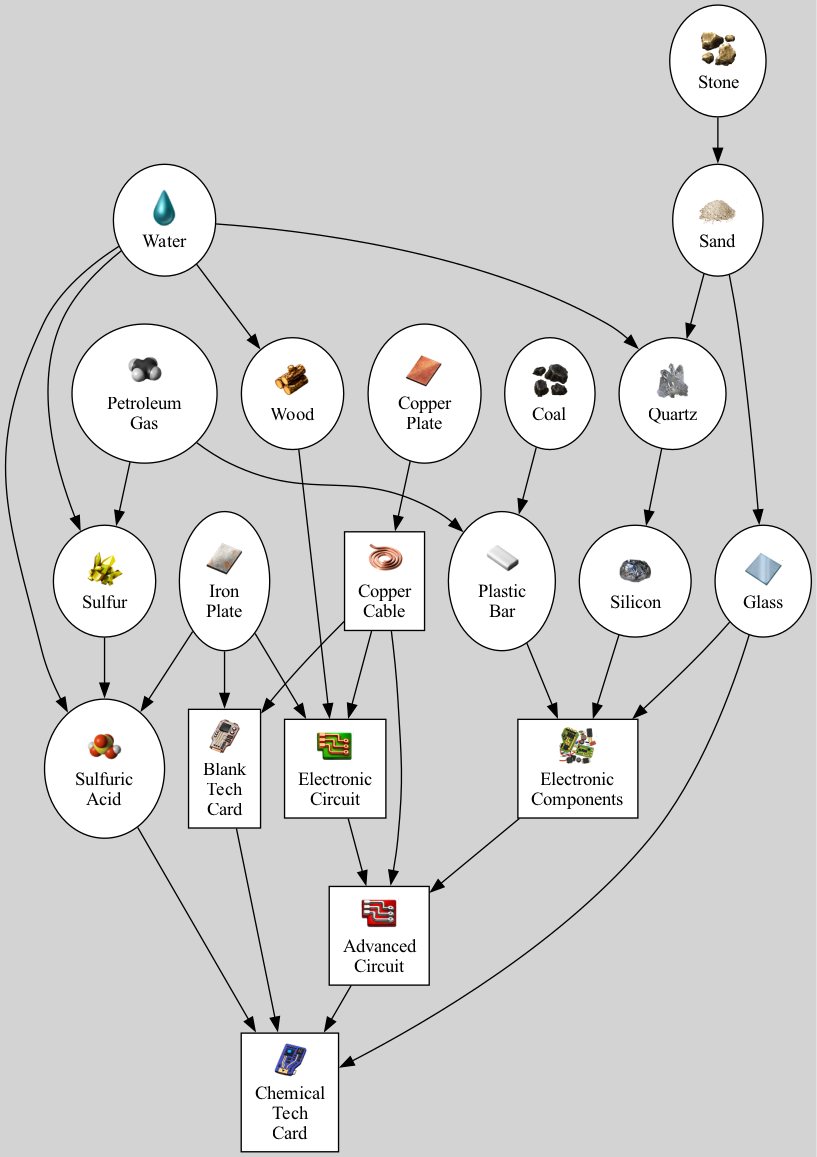 Stone
Water
Sand
Petroleum
Gas
Wood
Copper
Plate
Coal
Quartz
Sulfur
Iron
Plate
Copper
Cable
Plastic
Bar
Silicon
Glass
Sulfuric
Acid
Blank
Tech
Card
Electronic
Circuit
Electronic
Components
Advanced
Circuit
Chemical
Tech
Card